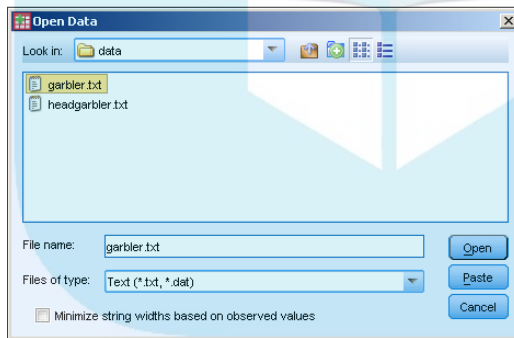 Open Data
Look in: data
garbler.txt
headgarbler.txt
File name: garbler.txt Open
Files of type: Text (*.txt, *.dat) Paste
Minimize string widths based on observed values Cancel